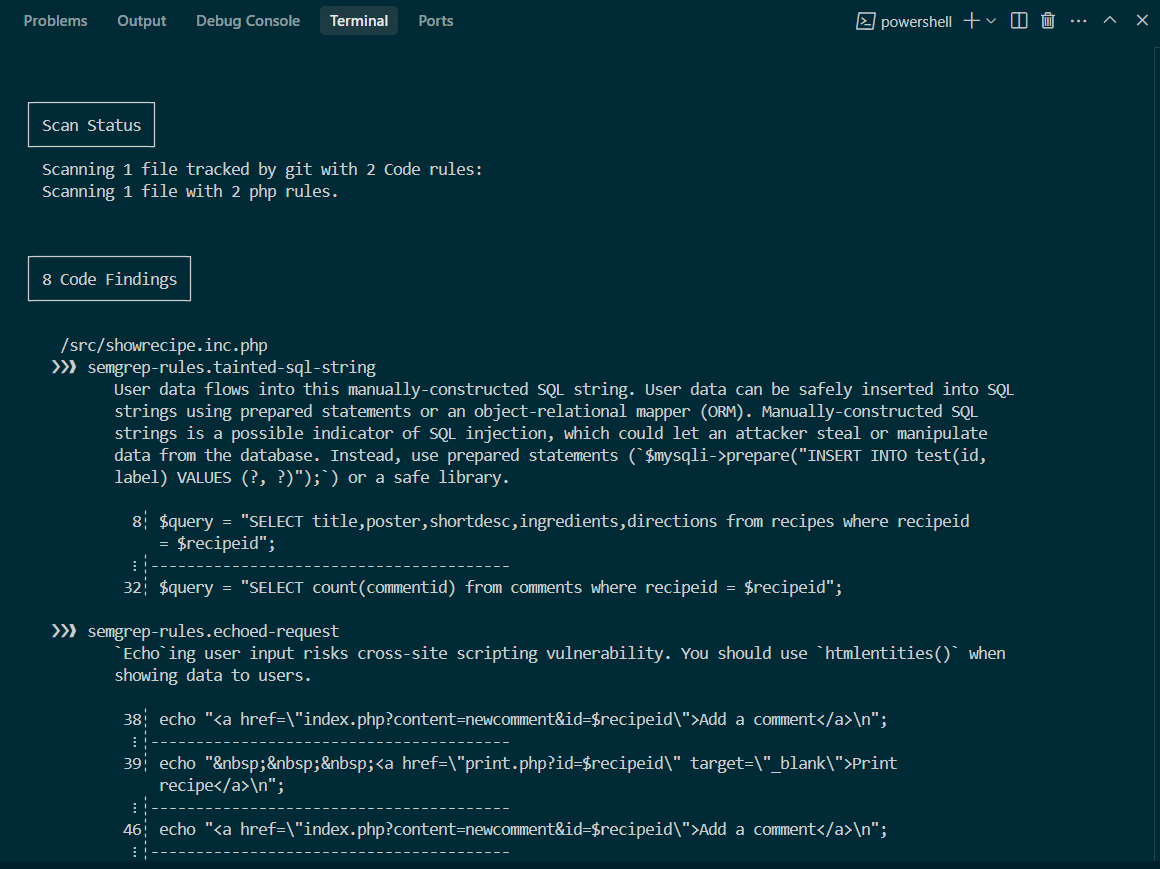 Problems Output Debug Console Terminal Ports powershell
Scan Status
Scanning 1 file tracked by git with 2 Code rules:
Scanning 1 file with 2 php rules.
8 Code Findings
/src/showrecipe.inc.php
❯❯❱ semgrep-rules.tainted-sql-string
User data flows into this manually-constructed SQL string. User data can be safely inserted into SQL
strings using prepared statements or an object-relational mapper (ORM). Manually-constructed SQL
strings is a possible indicator of SQL injection, which could let an attacker steal or manipulate
data from the database. Instead, use prepared statements (`$mysqli->prepare("INSERT INTO test(id,
label) VALUES (?, ?)");`) or a safe library.
8┆ $query = "SELECT title,poster,shortdesc,ingredients,directions from recipes where recipeid
= $recipeid";
⋮┆----------------------------------------
32┆ $query = "SELECT count(commentid) from comments where recipeid = $recipeid";
❯❯❱ semgrep-rules.echoed-request
`Echo`ing user input risks cross-site scripting vulnerability. You should use `htmlentities()` when
showing data to users.
38┆ echo "<a href=\"index.php?content=newcomment&id=$recipeid\">Add a comment</a>\n";
⋮┆----------------------------------------
39┆ echo "&nbsp;&nbsp;&nbsp;<a href=\"print.php?id=$recipeid\" target=\"_blank\">Print
recipe</a>\n";
⋮┆----------------------------------------
46┆ echo "<a href=\"index.php?content=newcomment&id=$recipeid\">Add a comment</a>\n";
⋮┆----------------------------------------